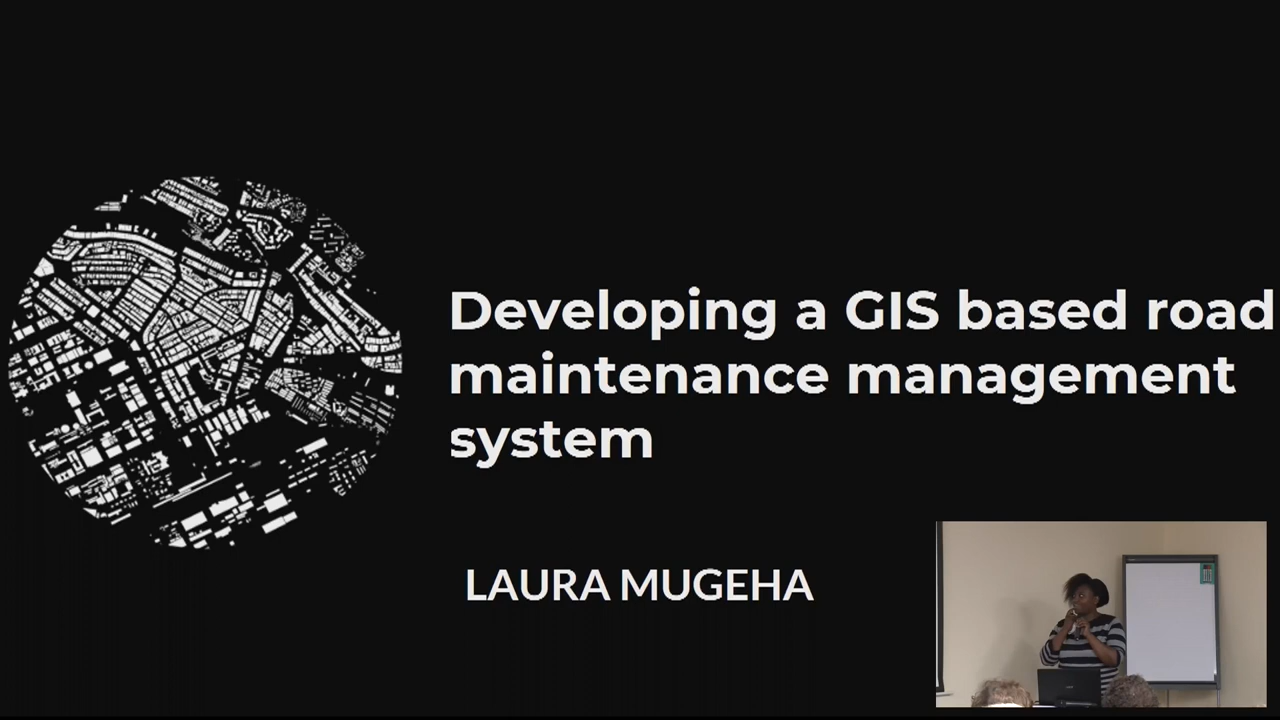 Developing a GIS based road
maintenance management
system
LAURA MUGEHA